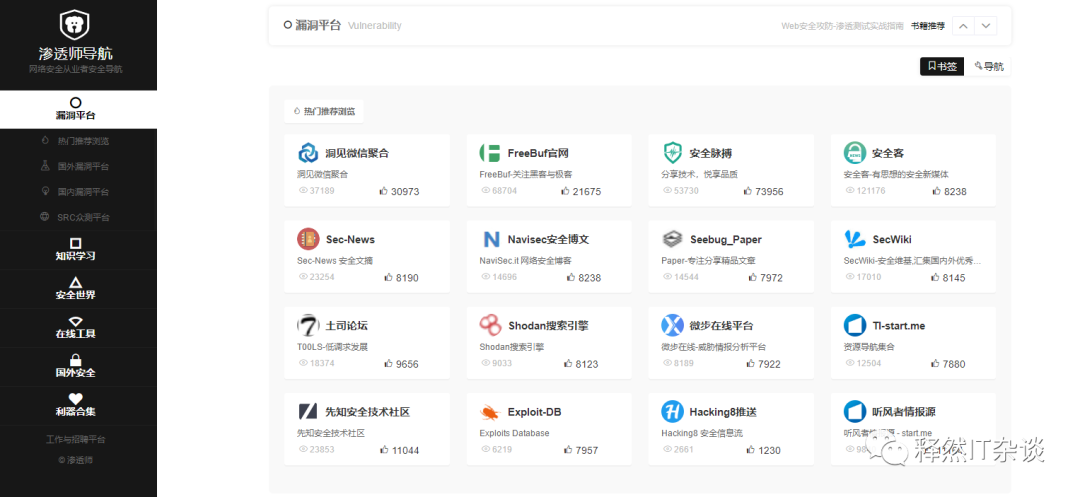 渗透师导航
网络安全从业者安全导航
漏洞平台
热门推荐浏览
国外漏洞平台
国内漏洞平台
SRC众测平台
知识学习
安全世界
在线工具
国外安全
利器合集
工作与招聘平台
© 渗透师
漏洞平台 Vulnerability
Web安全攻防-渗透测试实战指南 书籍推荐
书签 导航
热门推荐浏览
洞见微信聚合 FreeBuf官网 安全脉搏 安全客
洞见微信聚合 FreeBuf-关注黑客与极客 分享技术、悦享品质 安全客-有思想的安全新媒体
37189 30973 68704 21675 53730 73956 121176 8238
Sec-News Navisec安全博文 Seebug_Paper SecWiki
Sec-News 安全文摘 NaviSec.it 网络安全博客 Paper-专注分享精品文章 SecWiki-安全维基,汇集国内外优秀...
23254 8190 14696 8238 14544 7972 17010 8145
土司论坛 Shodan搜索引擎 微步在线平台 TI-start.me
T00LS-低调求发展 Shodan搜索引擎 微步在线-威胁情报分析平台 资源导航集合
18374 9656 9033 8123 8189 7922 12504 7880
先知安全技术社区 Exploit-DB Hacking8推送 听风者情报源
先知安全技术社区 Exploits Database Hacking8 安全信息流 听风者情报源 - start.me
23853 11044 6219 7957 2661 1230
释然IT杂谈